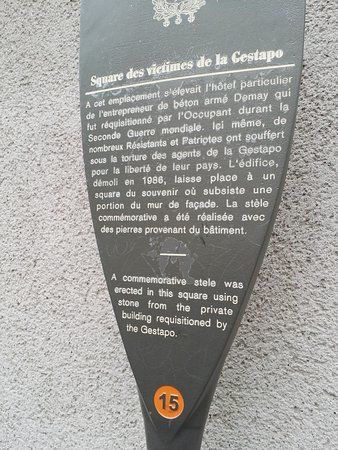 Square des victimes de la Gestapo
A cet emplacement s'élevait l'hôtel particulier
de l'entrepreneur de béton armé Demay qui
fut réquisitionné par l'Occupant durant la
Seconde Guerre mondiale. Ici même, de
nombreux Résistants et Patriotes ont souffert
sous la torture des agents de la Gestapo
pour la liberté de leur pays. L'édifice,
démoli en 1986, laisse place à un
square du souvenir où subsiste une
portion du mur de façade. La stèle
commémorative a été réalisée avec
des pierres provenant du bâtiment.
A commemorative stele was
erected in this square using
stone from the private
building requisitioned by
the Gestapo.
15